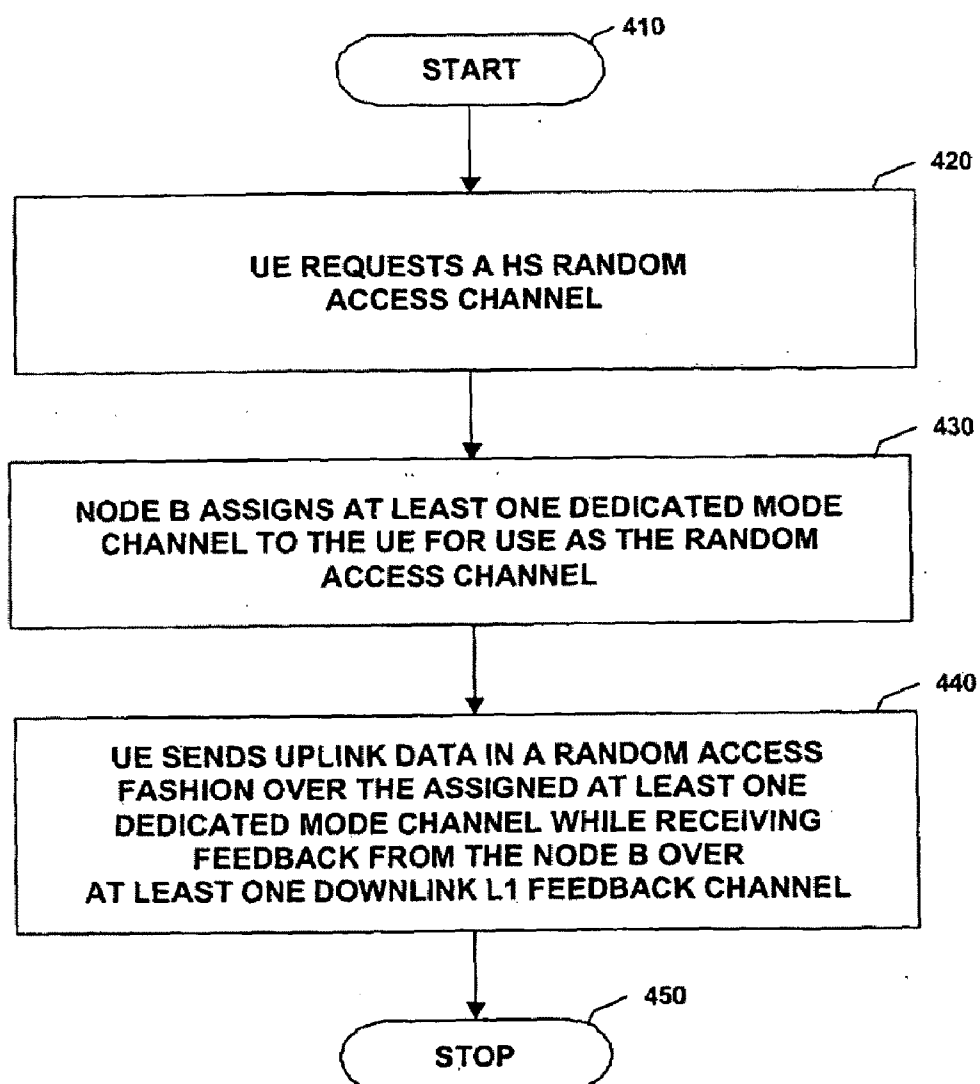 410
START
420
UE REQUESTS A HS RANDOM
ACCESS CHANNEL
430
NODE B ASSIGNS AT LEAST ONE DEDICATED MODE
CHANNEL TO THE UE FOR USE AS THE RANDOM
ACCESS CHANNEL
440
UE SENDS UPLINK DATA IN A RANDOM ACCESS
FASHION OVER THE ASSIGNED AT LEAST ONE
DEDICATED MODE CHANNEL WHILE RECEIVING
FEEDBACK FROM THE NODE B OVER
AT LEAST ONE DOWNLINK L1 FEEDBACK CHANNEL
450
STOP